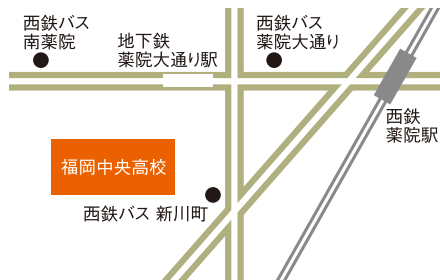 西鉄バス
南薬院
地下鉄
薬院大通り駅
西鉄バス
薬院大通り
西鉄
薬院駅
福岡中央高校
西鉄バス 新川町